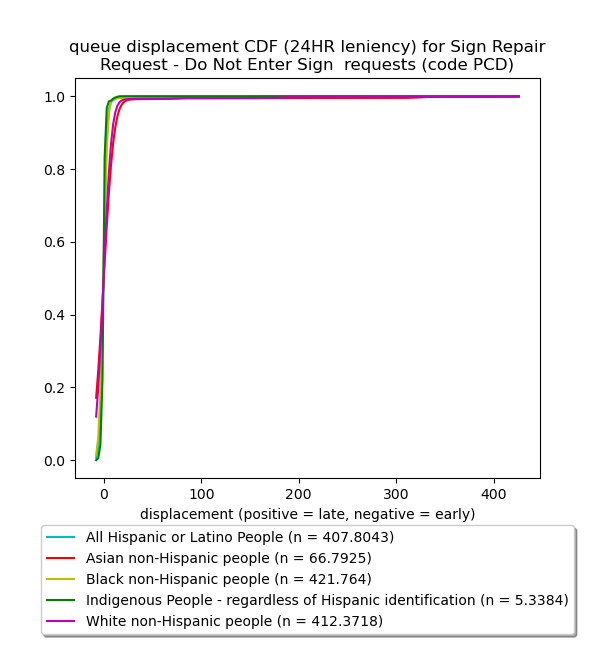 queue displacement CDF (24HR leniency) for Sign Repair
Request - Do Not Enter Sign  requests (code PCD)
1.0
0.8
0.6
0.4
0.2
0.0
0 100 200 300 400
displacement (positive = late, negative = early)
All Hispanic or Latino People (n = 407.8043)
Asian non-Hispanic people (n = 66.7925)
Black non-Hispanic people (n = 421.764)
Indigenous People - regardless of Hispanic identification (n = 5.3384)
White non-Hispanic people (n = 412.3718)